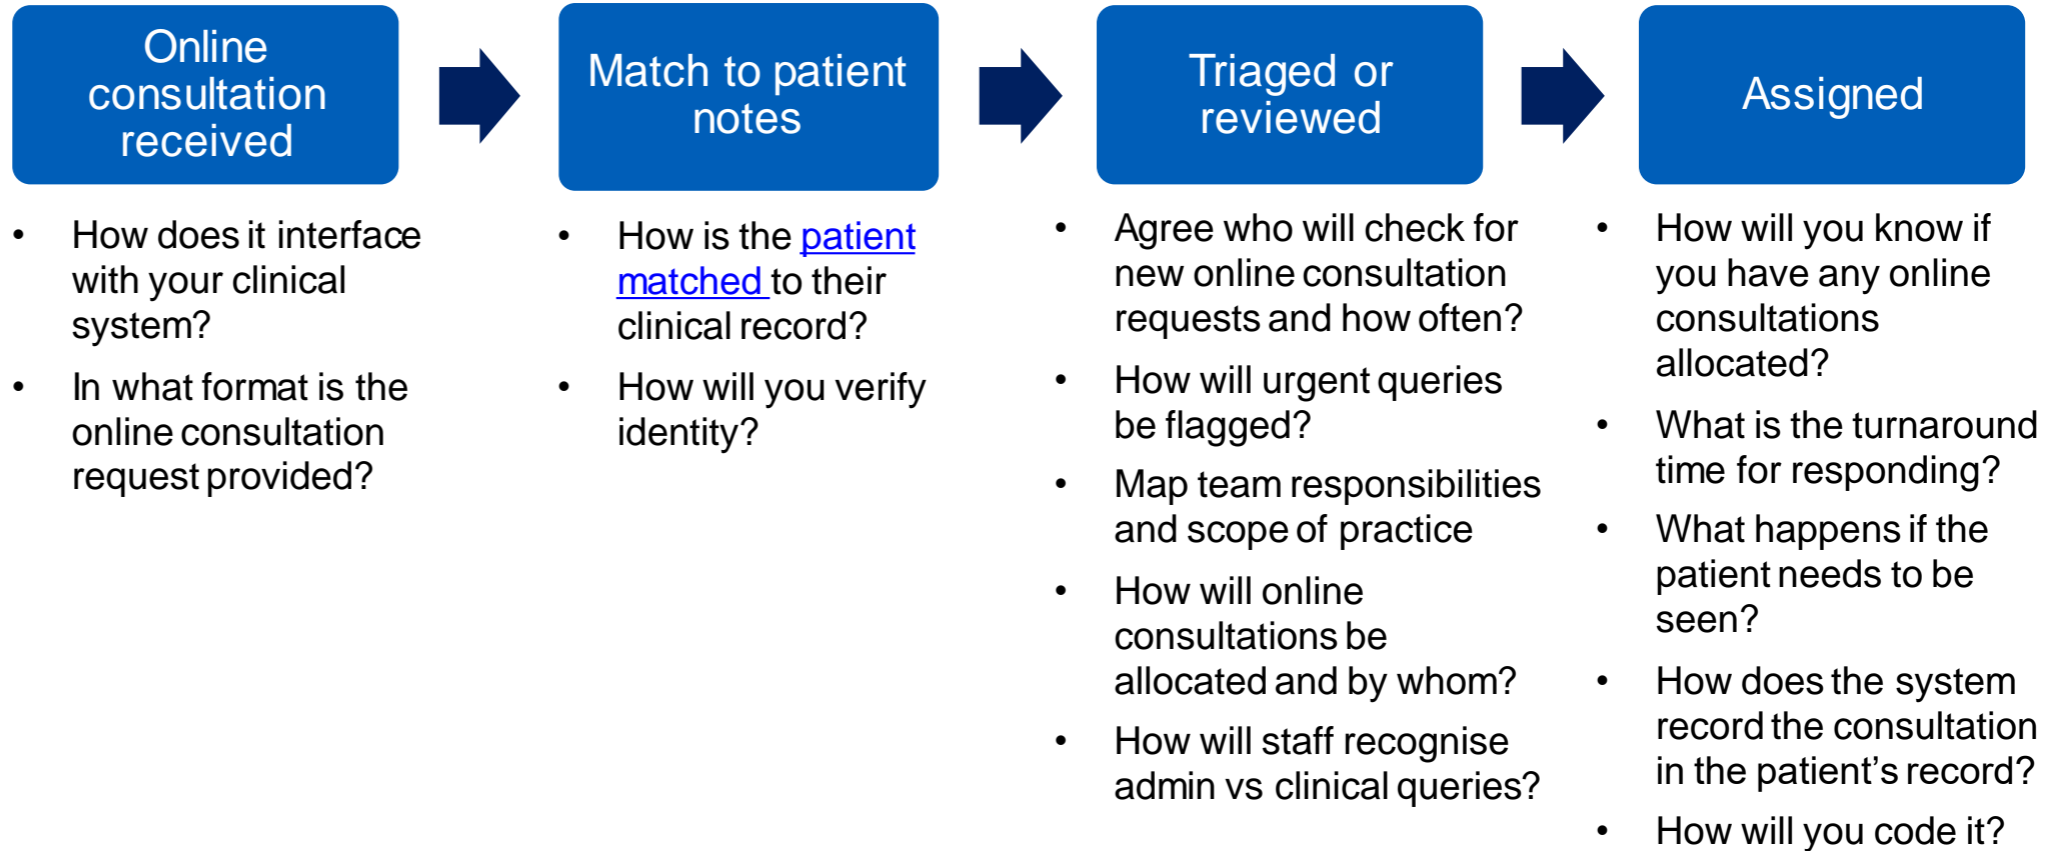 Online
consultation
received
• How does it interface
with your clinical
system?
• In what format is the
online consultation
request provided?
Match to patient
notes
• How is the patient
matched to their
clinical record?
• How will you verify
identity?
Triaged or
reviewed
• Agree who will check for
new online consultation
requests and how often?
• How will urgent queries
be flagged?
• Map team responsibilities
and scope of practice
• How will online
consultations be
allocated and by whom?
• How will staff recognise
admin vs clinical queries?
Assigned
• How will you know if
you have any online
consultations
allocated?
• What is the turnaround
time for responding?
• What happens if the
patient needs to be
seen?
• How does the system
record the consultation
in the patient’s record?
• How will you code it?